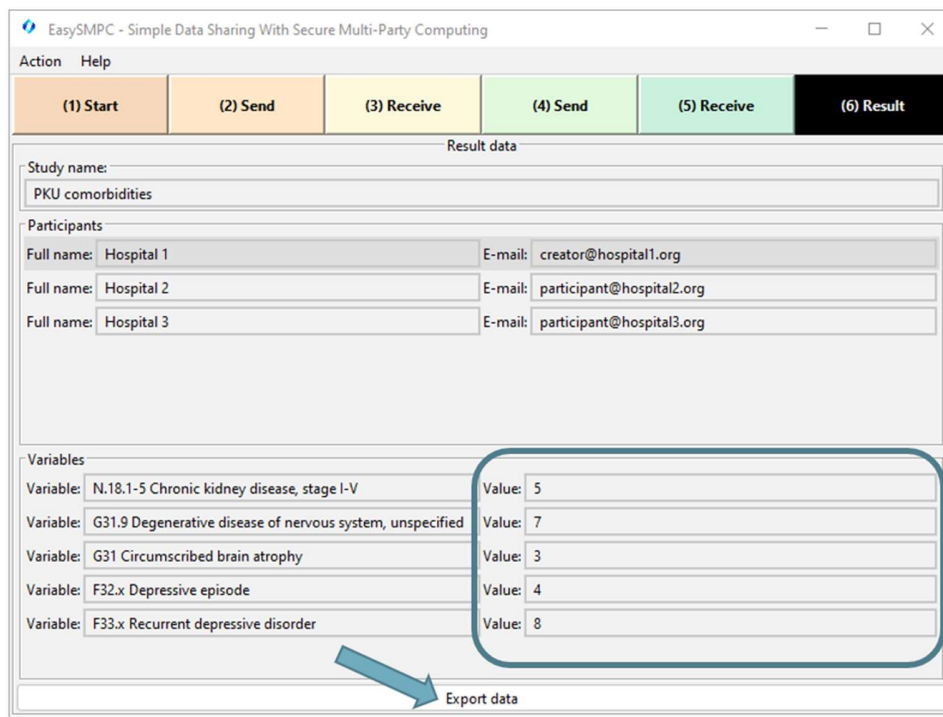 EasySMPC - Simple Data Sharing With Secure Multi-Party Computing
Action Help
(1) Start (2) Send (3) Receive (4) Send (5) Receive (6) Result
Result data
Study name:
PKU comorbidities
Participants
Full name: Hospital 1 E-mail: creator@hospital1.org
Full name: Hospital 2 E-mail: participant@hospital2.org
Full name: Hospital 3 E-mail: participant@hospital3.org
Variables
Variable: N.18.1-5 Chronic kidney disease, stage I-V Value: 5
Variable: G31.9 Degenerative disease of nervous system, unspecified Value: 7
Variable: G31 Circumscribed brain atrophy Value: 3
Variable: F32.x Depressive episode Value: 4
Variable: F33.x Recurrent depressive disorder Value: 8
Export data